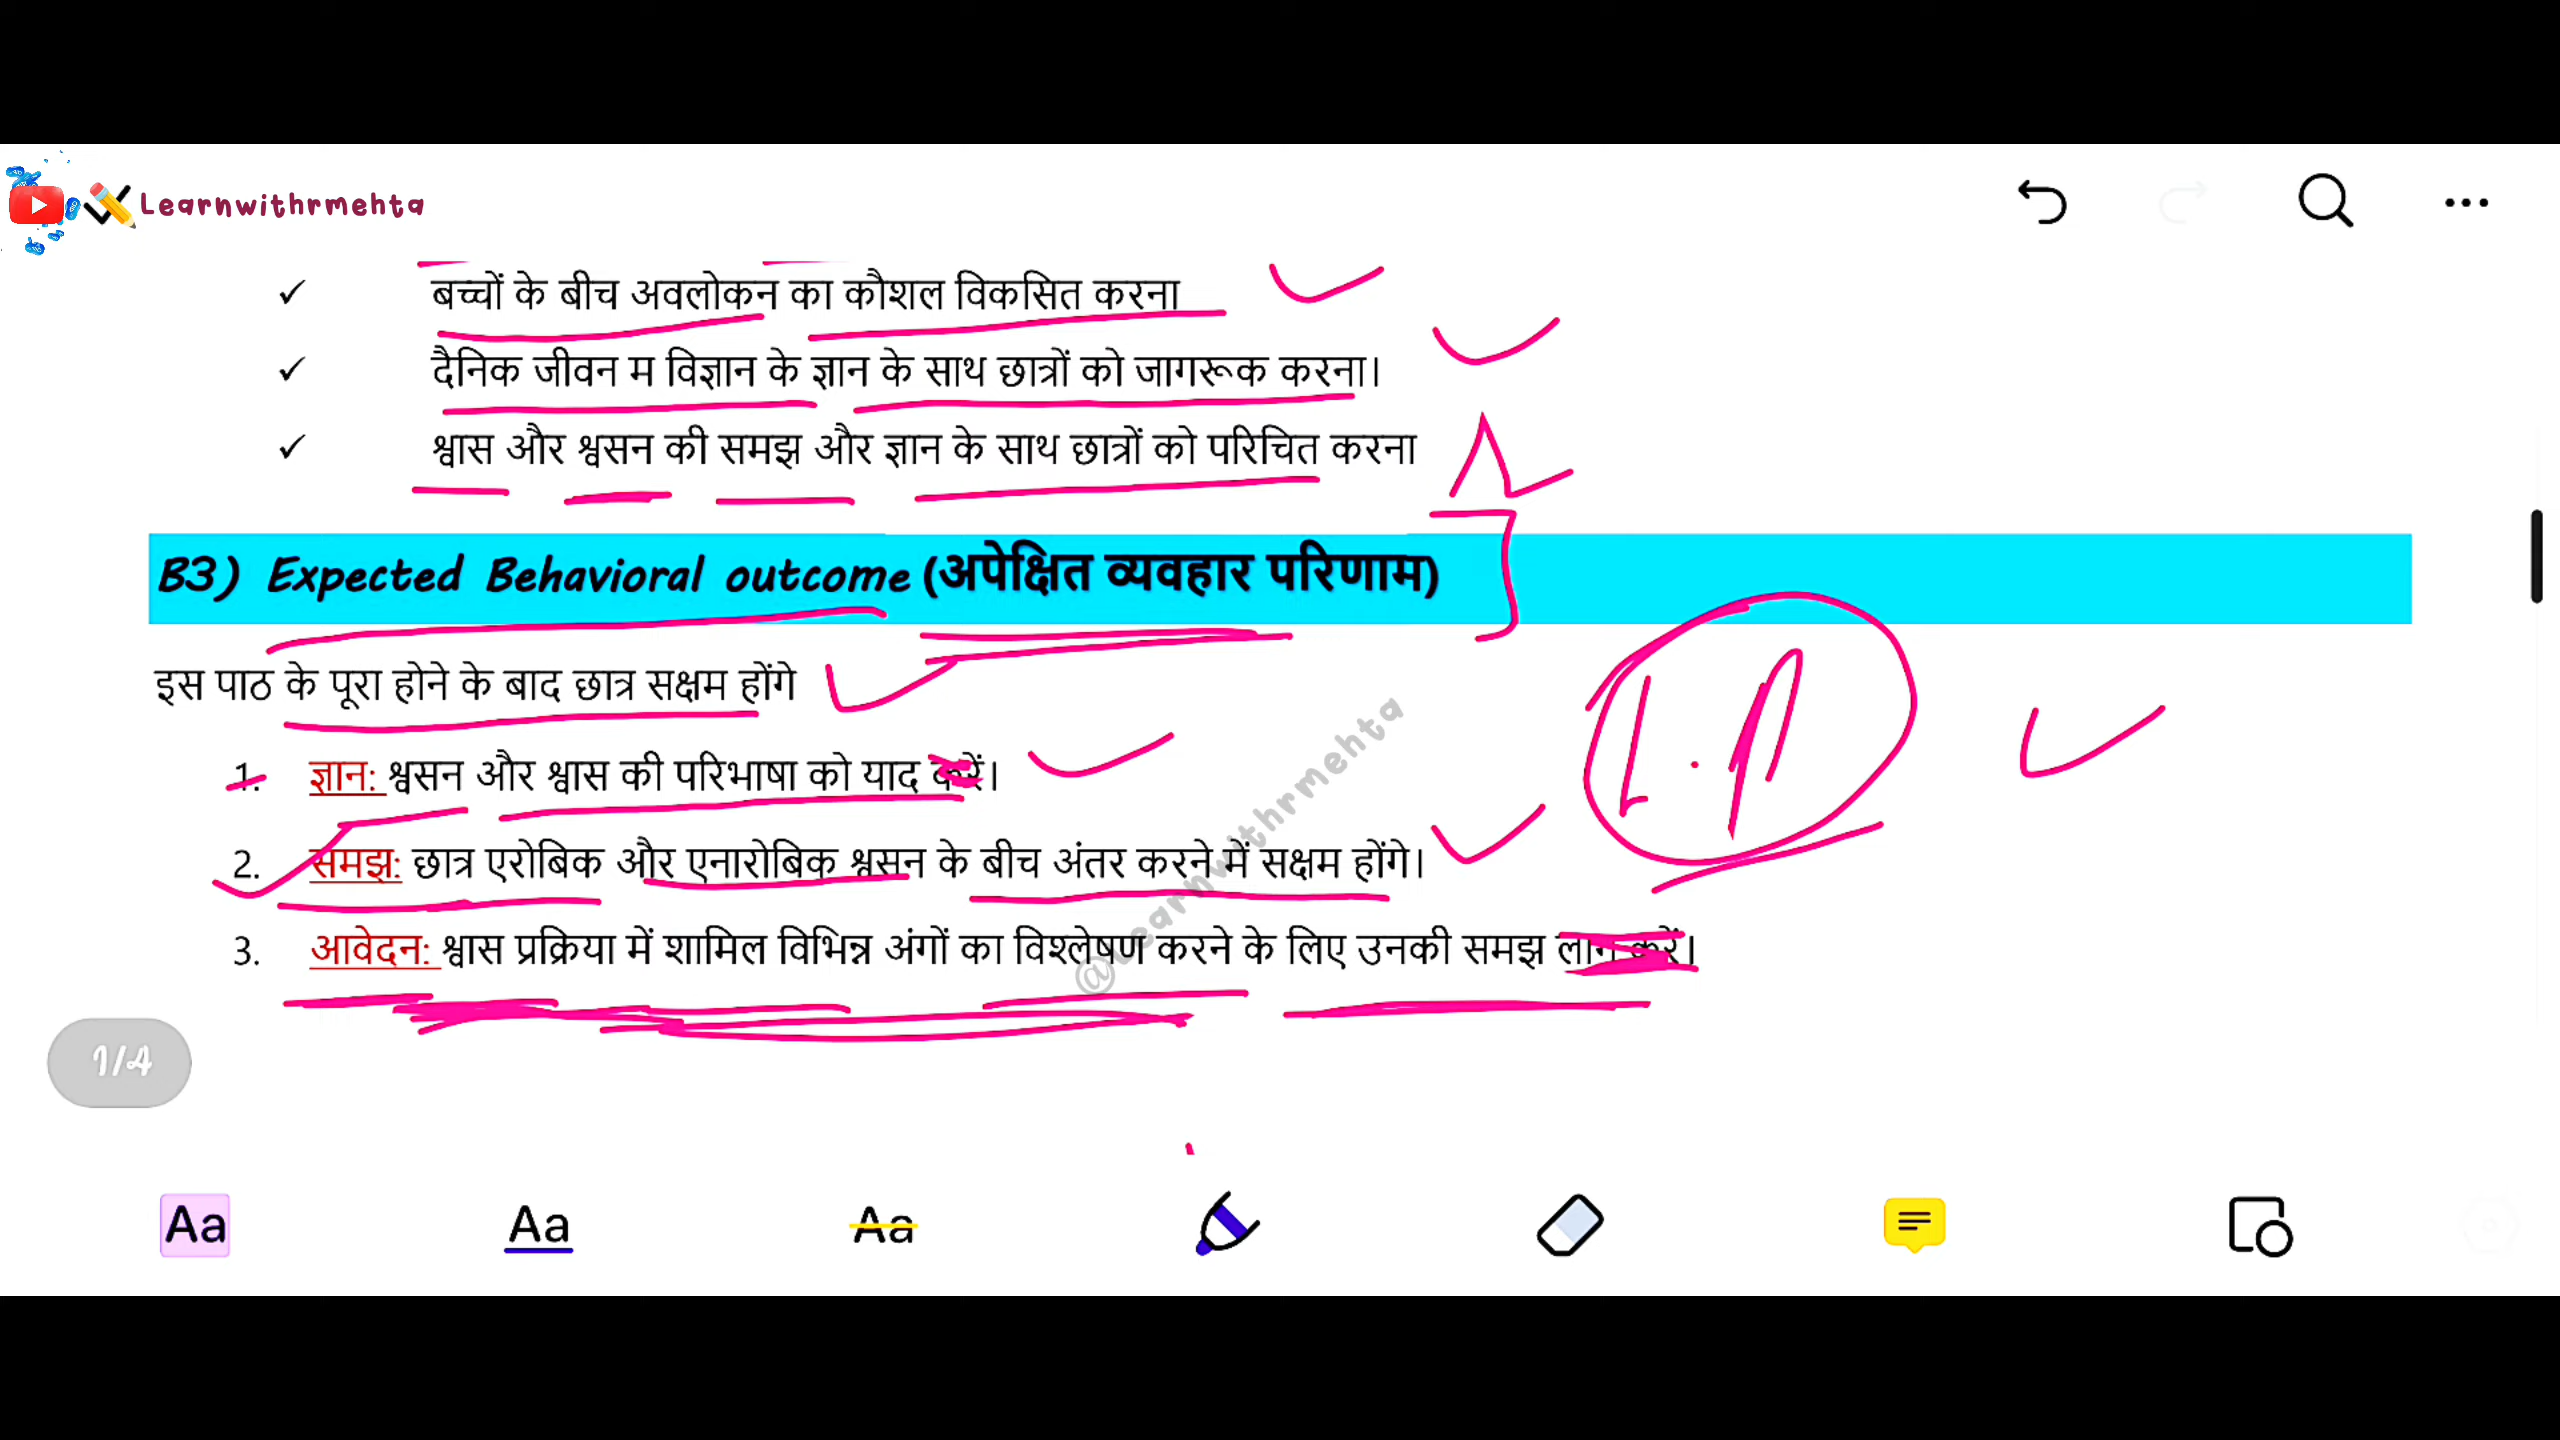 Learnwithrmehta
✓ बच्चों के बीच अवलोकन का कौशल विकसित करना
✓ दैनिक जीवन म विज्ञान के ज्ञान के साथ छात्रों को जागरूक करना।
✓ श्वास और श्वसन की समझ और ज्ञान के साथ छात्रों को परिचित करना
B3) Expected Behavioral outcome (अपेक्षित व्यवहार परिणाम)
इस पाठ के पूरा होने के बाद छात्र सक्षम होंगे
1. ज्ञान: श्वसन और श्वास की परिभाषा को याद करें।
2. समझ: छात्र एरोबिक और एनारोबिक श्वसन के बीच अंतर करने में सक्षम होंगे।
3. आवेदन: श्वास प्रक्रिया में शामिल विभिन्न अंगों का विश्लेषण करने के लिए उनकी समझ लागू करें।
L.P
@Learnwithrmehta
1/4
Aa Aa Aa